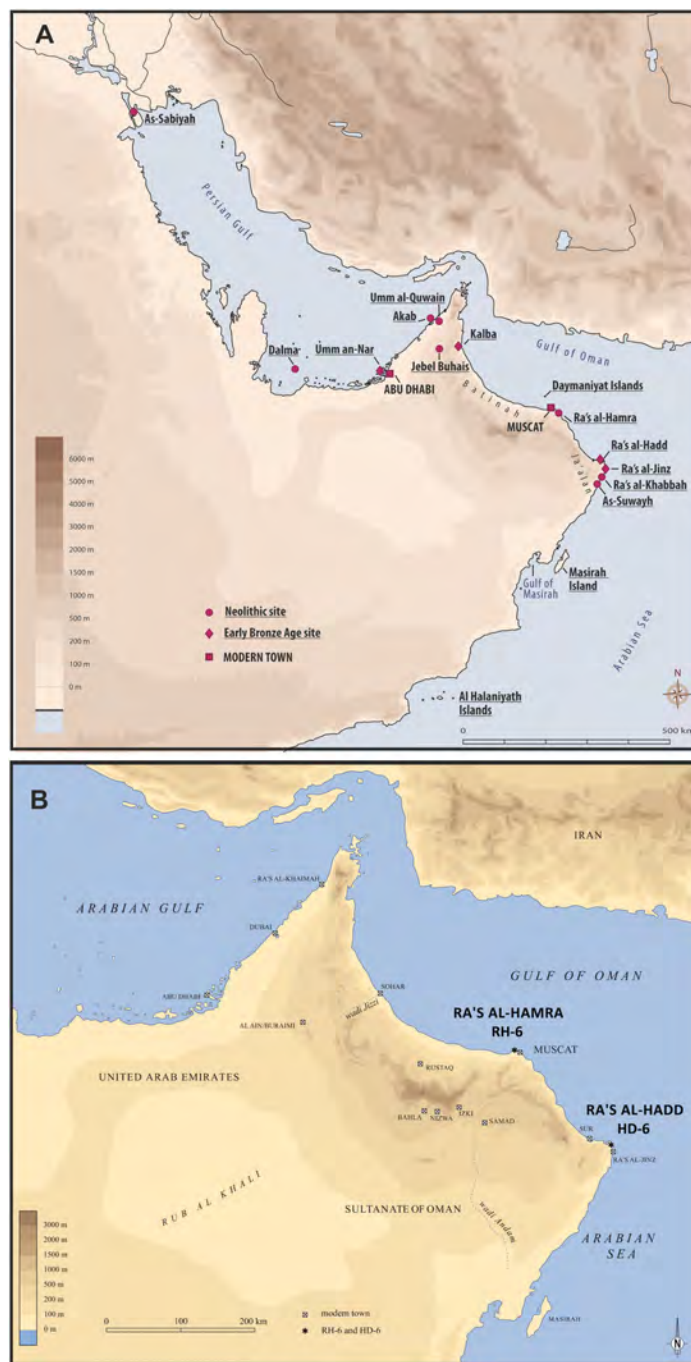 A
As-Sabiyah
Persian Gulf
Umm al-Quwain
Akab
Kalba
Dalma
Umm an-Nar
Jebel Buhais
Gulf of Oman
ABU DHABI
Batinah
Daymaniyat Islands
MUSCAT
Ra's al-Hamra
Ja'alan
Ra's al-Hadd
Ra's al-Jinz
Ra's al-Khabbah
As-Suwayh
6000 m
5000 m
4000 m
3000 m
2000 m
1500 m
1000 m
500 m
200 m
100 m
0 m
Gulf of
Masirah
Masirah
Island
Neolithic site
Early Bronze Age site
MODERN TOWN
Arabian Sea
N
Al Halaniyath
Islands
0
500 km
B
IRAN
RA'S AL-KHAIMAH
ARABIAN GULF
DUBAI
GULF OF OMAN
ABU DHABI
SOHAR
wadi Jizzi
AL AIN/BURAIMI
RA'S AL-HAMRA
RH-6
MUSCAT
RUSTAQ
UNITED ARAB EMIRATES
RA'S AL-HADD
HD-6
BAHLA
NIZWA
IZKI
SAMAD
SUR
RA'S AL-JINZ
RUB AL KHALI
SULTANATE OF OMAN
wadi Andam
ARABIAN
SEA
3000 m
2000 m
1500 m
1000 m
500 m
200 m
100 m
0 m
0
100
200 km
modern town
RH-6 and HD-6
MASIRAH
N